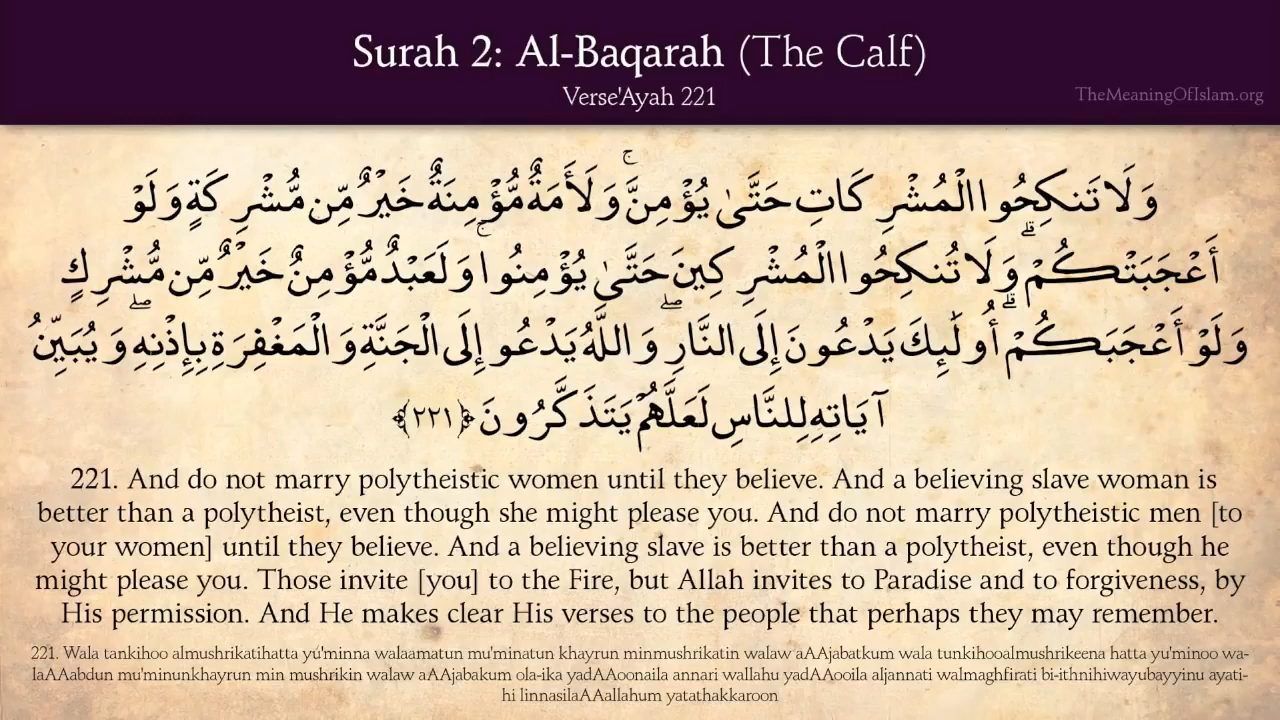 Surah 2: Al-Baqarah (The Calf)
Verse'Ayah 221
TheMeaningOfIslam.org
وَلَا تَنكِحُوا الْمُشْرِكَاتِ حَتَّىٰ يُؤْمِنَّ ۚ وَلَأَمَةٌ مُّؤْمِنَةٌ خَيْرٌ مِّن مُّشْرِكَةٍ وَلَوْ
أَعْجَبَتْكُمْ ۗ وَلَا تُنكِحُوا الْمُشْرِكِينَ حَتَّىٰ يُؤْمِنُوا ۚ وَلَعَبْدٌ مُّؤْمِنٌ خَيْرٌ مِّن مُّشْرِكٍ
وَلَوْ أَعْجَبَكُمْ ۗ أُولَٰئِكَ يَدْعُونَ إِلَى النَّارِ ۖ وَاللَّهُ يَدْعُو إِلَى الْجَنَّةِ وَالْمَغْفِرَةِ بِإِذْنِهِ ۖ وَيُبَيِّنُ
آيَاتِهِ لِلنَّاسِ لَعَلَّهُمْ يَتَذَكَّرُونَ ﴿٢٢١﴾
221. And do not marry polytheistic women until they believe. And a believing slave woman is
better than a polytheist, even though she might please you. And do not marry polytheistic men [to
your women] until they believe. And a believing slave is better than a polytheist, even though he
might please you. Those invite [you] to the Fire, but Allah invites to Paradise and to forgiveness, by
His permission. And He makes clear His verses to the people that perhaps they may remember.
221. Wala tankihoo almushrikatihatta yu'minna walaamatun mu'minatun khayrun minmushrikatin walaw aAAjabatkum wala tunkihooalmushrikeena hatta yu'minoo wa-
laAAabdun mu'minunkhayrun min mushrikin walaw aAAjabakum ola-ika yadAAoonaila annari wallahu yadAAooila aljannati walmaghfirati bi-ithnihiwayubayyinu ayati-
hi linnasilaAAallahum yatathakkaroon